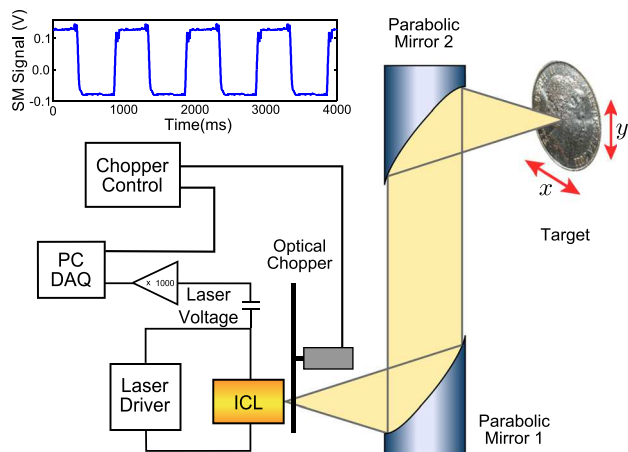 SM Signal (V)
0.1
0.0
-0.1
0
1000
2000
3000
4000
Time(ms)
Parabolic
Mirror 2
y
x
Target
Chopper
Control
Optical
Chopper
PC
DAQ
x 1000
Laser
Voltage
Laser
Driver
ICL
Parabolic
Mirror 1